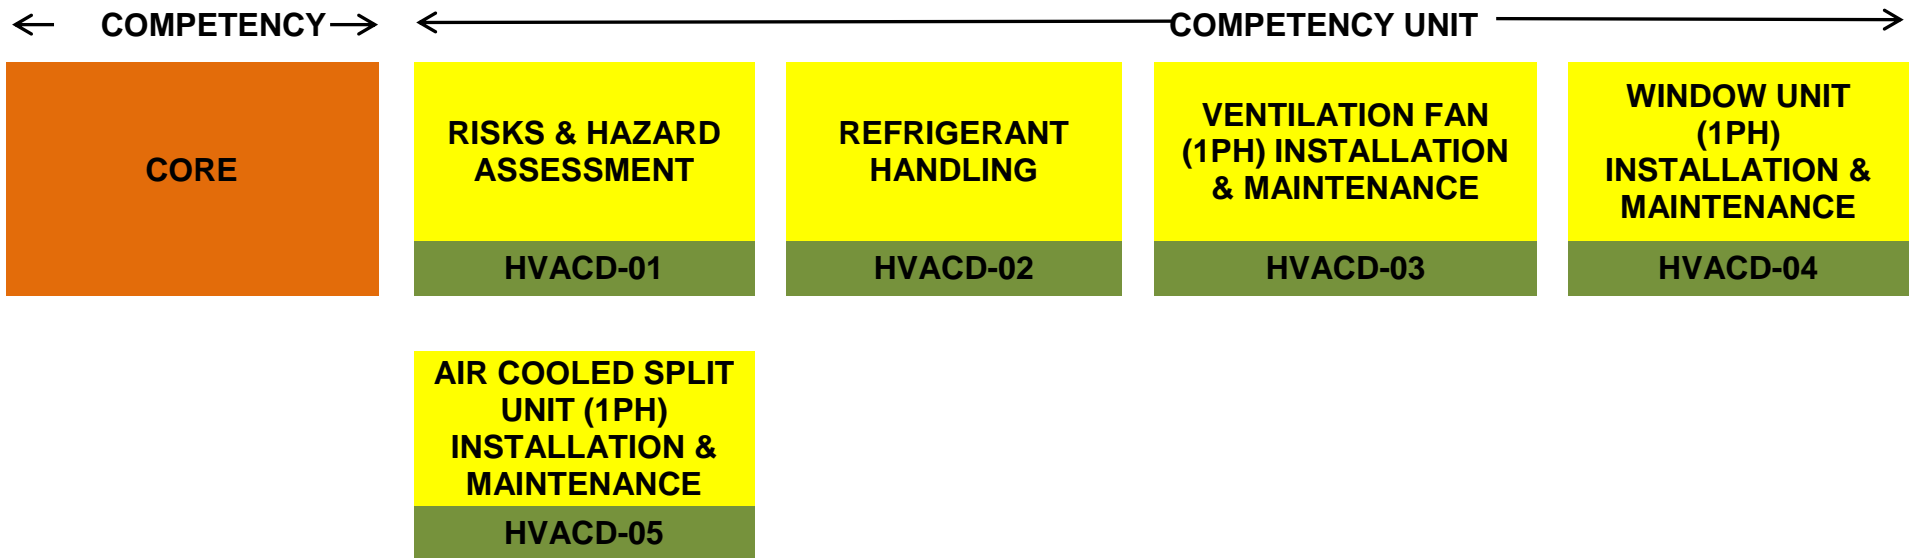 COMPETENCY
COMPETENCY UNIT
CORE
RISKS & HAZARD
ASSESSMENT
HVACD-01
REFRIGERANT
HANDLING
HVACD-02
VENTILATION FAN
(1PH) INSTALLATION
& MAINTENANCE
HVACD-03
WINDOW UNIT
(1PH)
INSTALLATION &
MAINTENANCE
HVACD-04
AIR COOLED SPLIT
UNIT (1PH)
INSTALLATION &
MAINTENANCE
HVACD-05